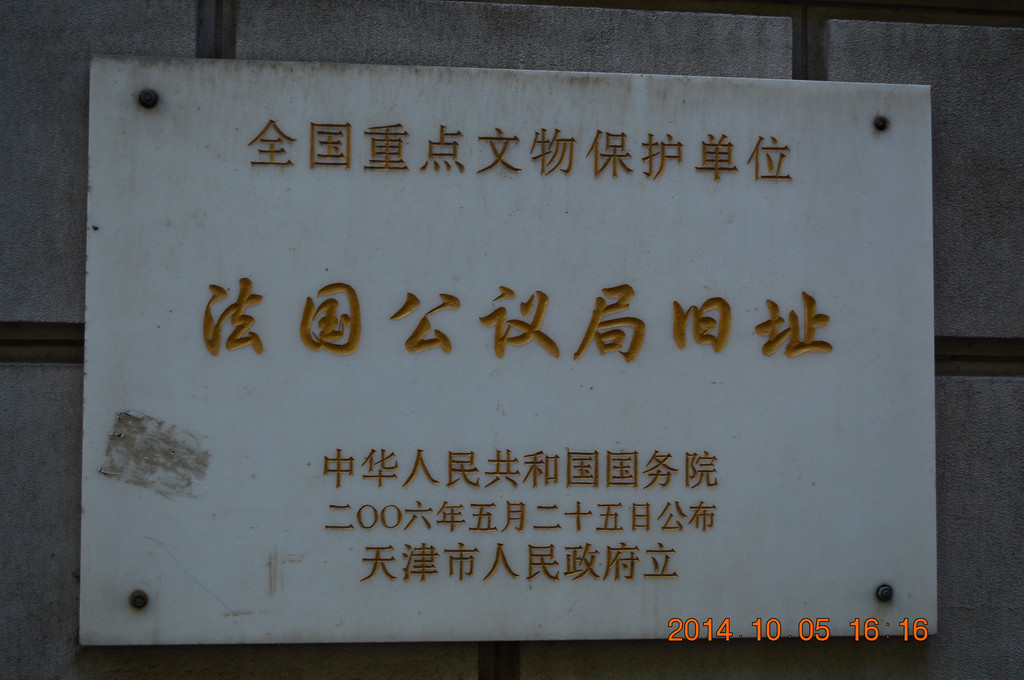 全国重点文物保护单位
法国公议局旧址
中华人民共和国国务院
二〇〇六年五月二十五日公布
天津市人民政府立
2014 10 05 16:16